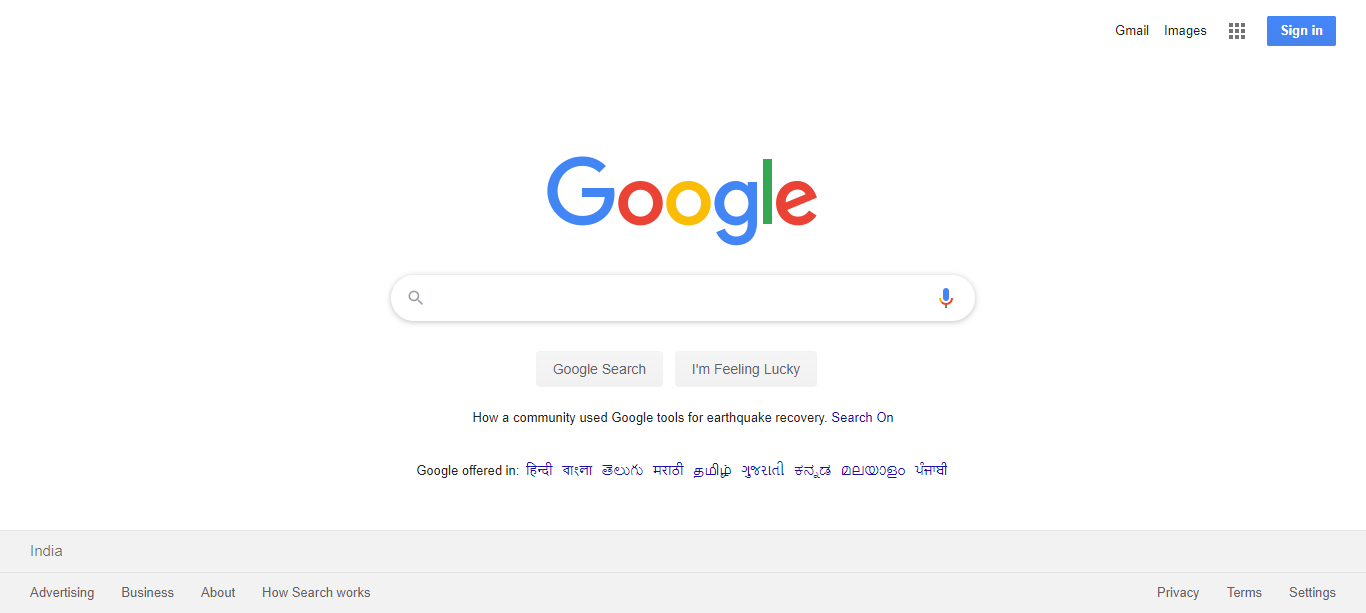 Gmail Images Sign in
Google
Google Search I'm Feeling Lucky
How a community used Google tools for earthquake recovery. Search On
Google offered in: हिन्दी বাংলা తెలుగు मराठी தமிழ் ગુજરાતી ಕನ್ನಡ മലയാളം ਪੰਜਾਬੀ
India
Advertising Business About How Search works Privacy Terms Settings